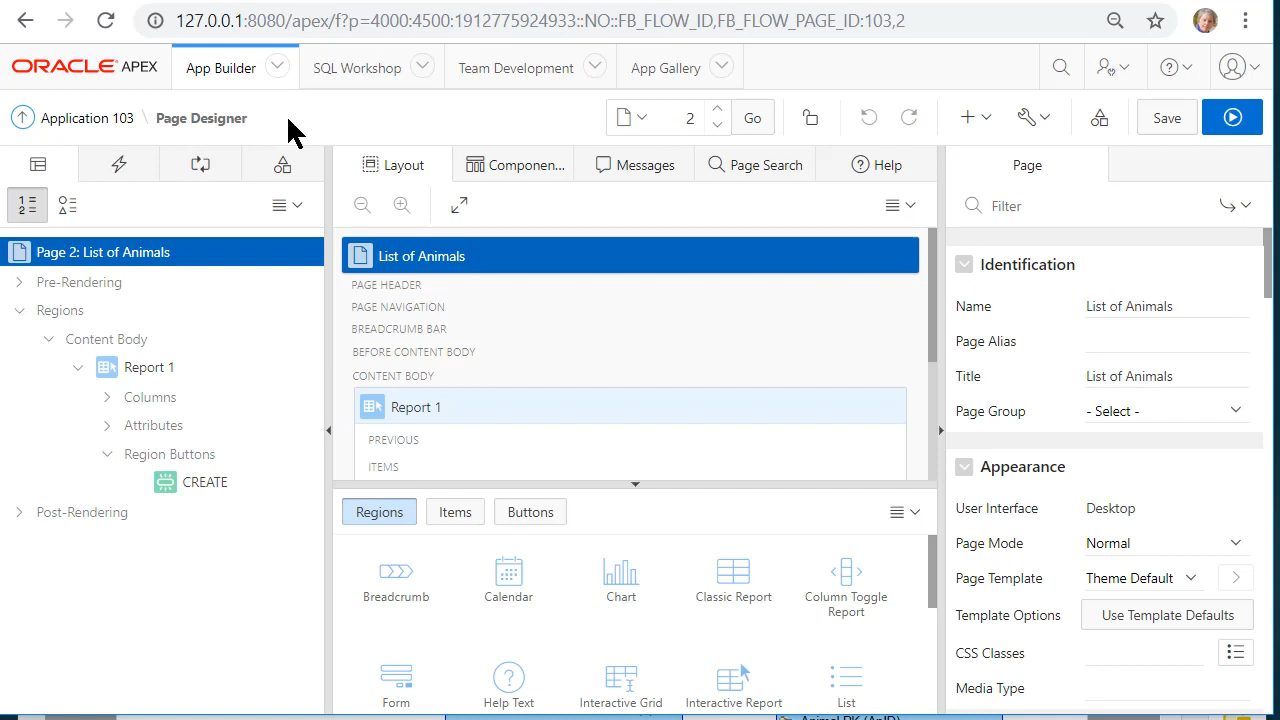 127.0.0.1:8080/apex/f?p=4000:4500:1912775924933::NO::FB_FLOW_ID,FB_FLOW_PAGE_ID:103,2
ORACLE APEX
App Builder
SQL Workshop
Team Development
App Gallery
Application 103
Page Designer
2
Go
Save
Layout
Componen...
Messages
Page Search
Help
Page
Filter
Page 2: List of Animals
Pre-Rendering
Regions
Content Body
Report 1
Columns
Attributes
Region Buttons
CREATE
Post-Rendering
List of Animals
PAGE HEADER
PAGE NAVIGATION
BREADCRUMB BAR
BEFORE CONTENT BODY
CONTENT BODY
Report 1
PREVIOUS
ITEMS
Regions
Items
Buttons
Breadcrumb
Calendar
Chart
Classic Report
Column Toggle
Report
Form
Help Text
Interactive Grid
Interactive Report
List
Identification
Name
List of Animals
Page Alias
Title
List of Animals
Page Group
- Select -
Appearance
User Interface
Desktop
Page Mode
Normal
Page Template
Theme Default
Template Options
Use Template Defaults
CSS Classes
Media Type